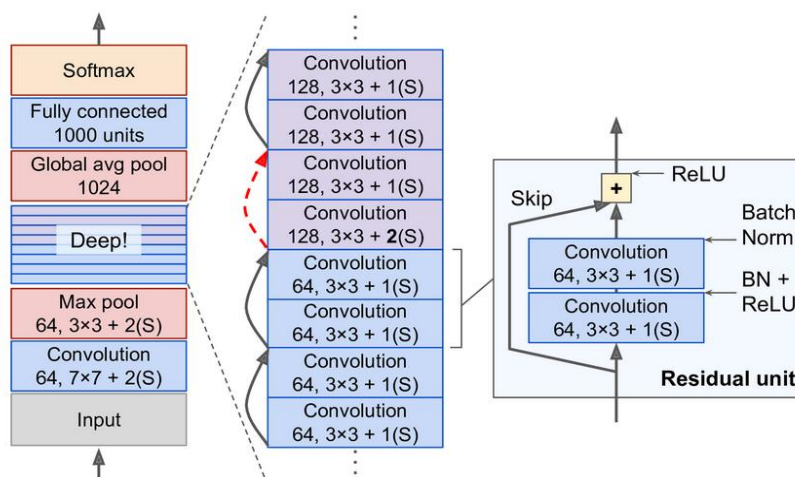 Softmax
Fully connected
1000 units
Global avg pool
1024
Deep!
Max pool
64, 3×3 + 2(S)
Convolution
64, 7×7 + 2(S)
Input
Convolution
128, 3×3 + 1(S)
Convolution
128, 3×3 + 1(S)
Convolution
128, 3×3 + 1(S)
Convolution
128, 3×3 + 2(S)
Convolution
64, 3×3 + 1(S)
Convolution
64, 3×3 + 1(S)
Convolution
64, 3×3 + 1(S)
Convolution
64, 3×3 + 1(S)
+
ReLU
Skip
Batch
Norm
Convolution
64, 3×3 + 1(S)
BN +
ReLU
Convolution
64, 3×3 + 1(S)
Residual unit